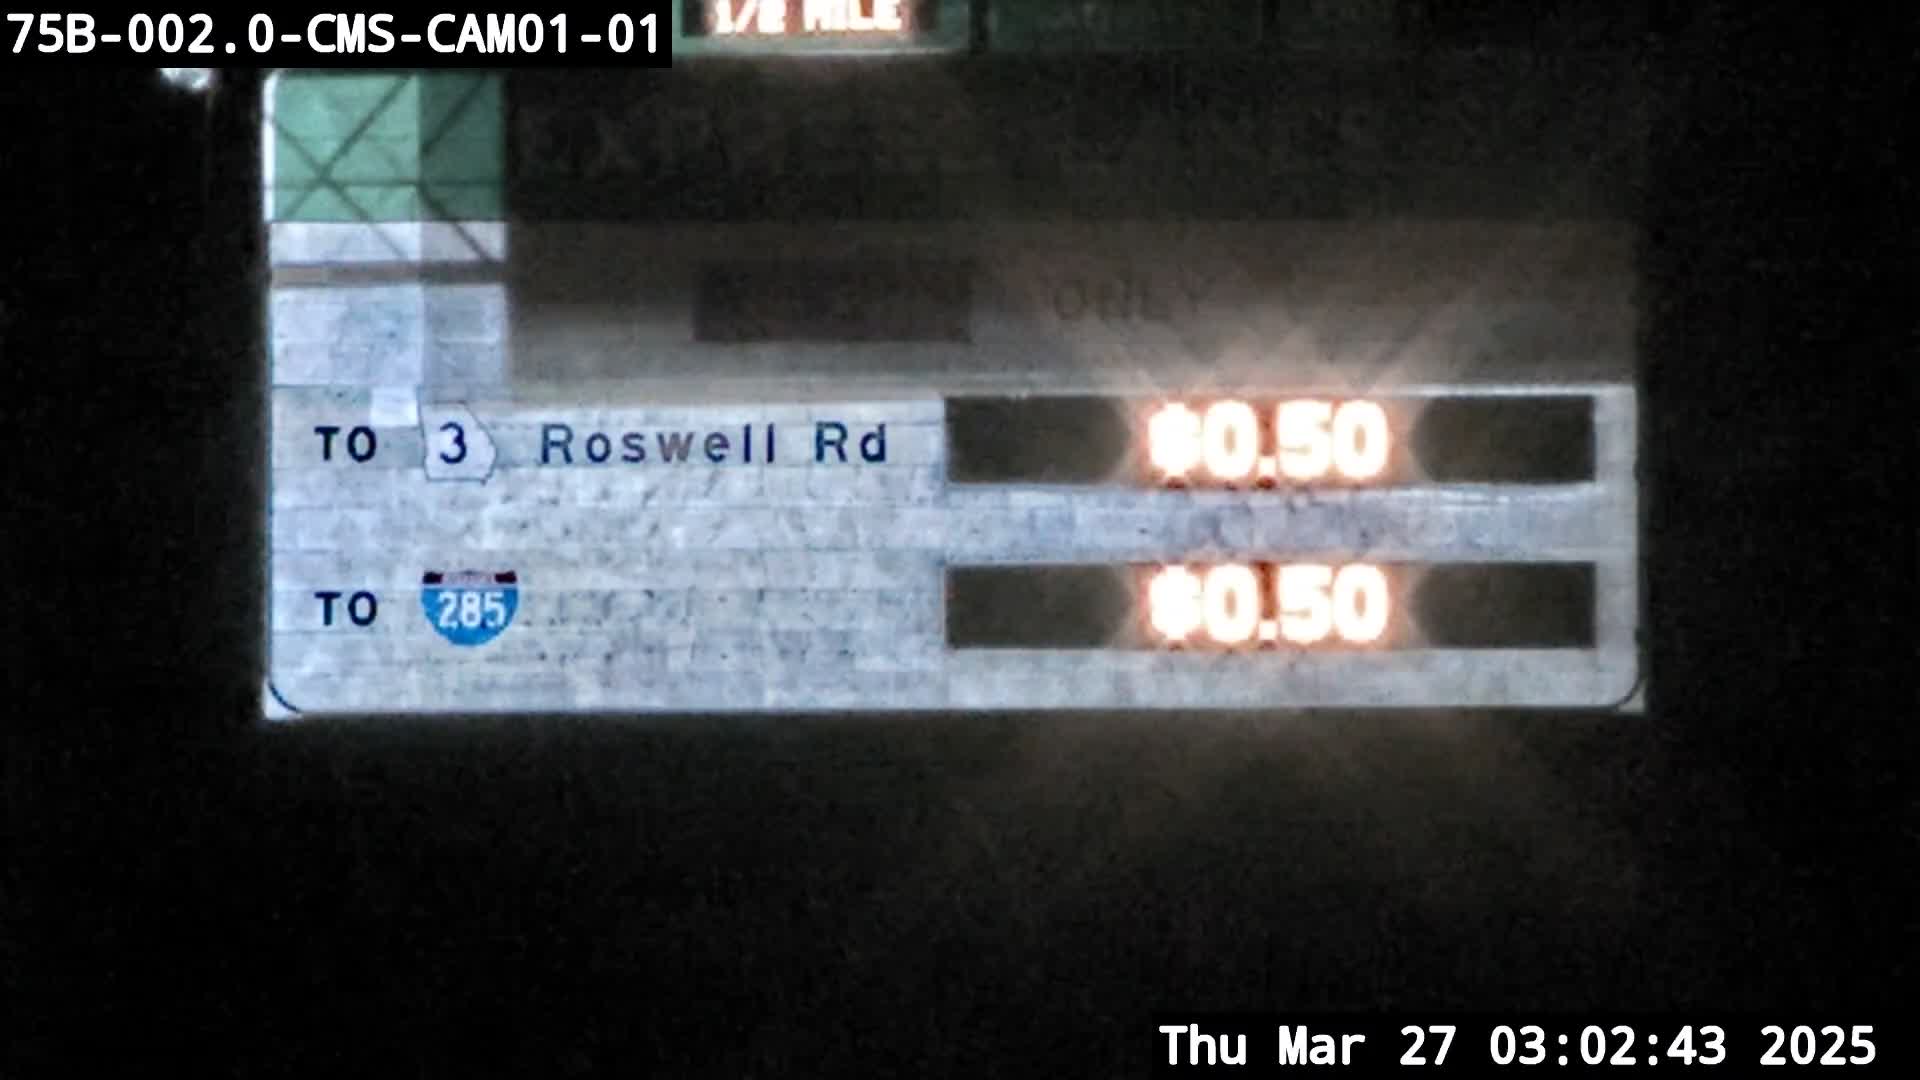 75B-002.0-CMS-CAM01-01
1/2 MILE
ONLY
TO 3 Roswell Rd $0.50
TO 285 $0.50
Thu Mar 27 03:02:43 2025